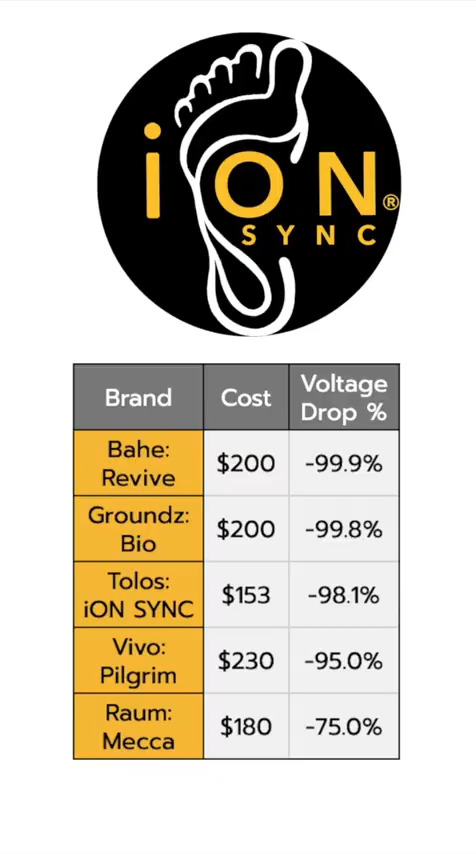 iON®
SYNC
Brand
Cost
Voltage
Drop %
Bahe:
Revive
$200
-99.9%
Groundz:
Bio
$200
-99.8%
Tolos:
iON SYNC
$153
-98.1%
Vivo:
Pilgrim
$230
-95.0%
Raum:
Mecca
$180
-75.0%